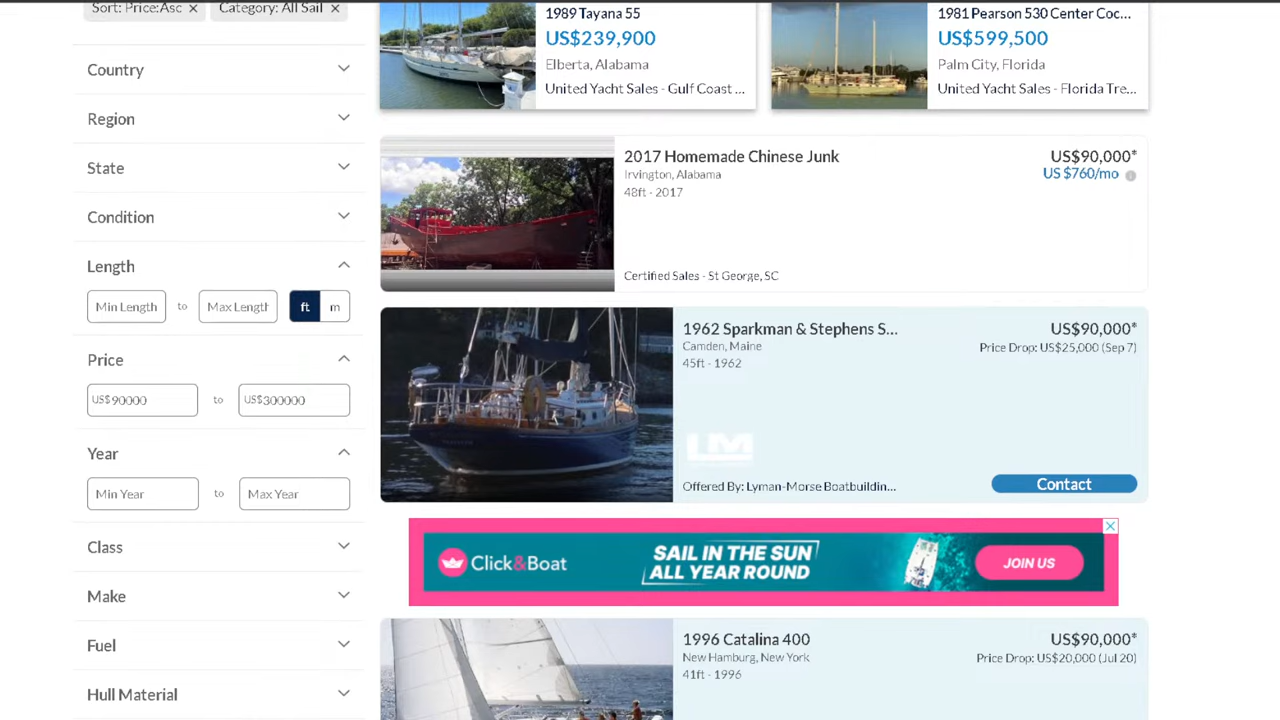 Sort: Price:Asc ✕
Category: All Sail ✕
Country
Region
State
Condition
Length
Min Length to Max Length ft m
Price
US$90000 to US$300000
Year
Min Year to Max Year
Class
Make
Fuel
Hull Material
1989 Tayana 55
US$239,900
Elberta, Alabama
United Yacht Sales - Gulf Coast ...
1981 Pearson 530 Center Coc...
US$599,500
Palm City, Florida
United Yacht Sales - Florida Tre...
2017 Homemade Chinese Junk
US$90,000*
Irvington, Alabama
US $760/mo
48ft - 2017
Certified Sales - St George, SC
1962 Sparkman & Stephens S...
US$90,000*
Camden, Maine
Price Drop: US$25,000 (Sep 7)
45ft - 1962
LM
Offered By: Lyman-Morse Boatbuildin...
Contact
Click&Boat
SAIL IN THE SUN
ALL YEAR ROUND
JOIN US
1996 Catalina 400
US$90,000*
New Hamburg, New York
Price Drop: US$20,000 (Jul 20)
41ft - 1996